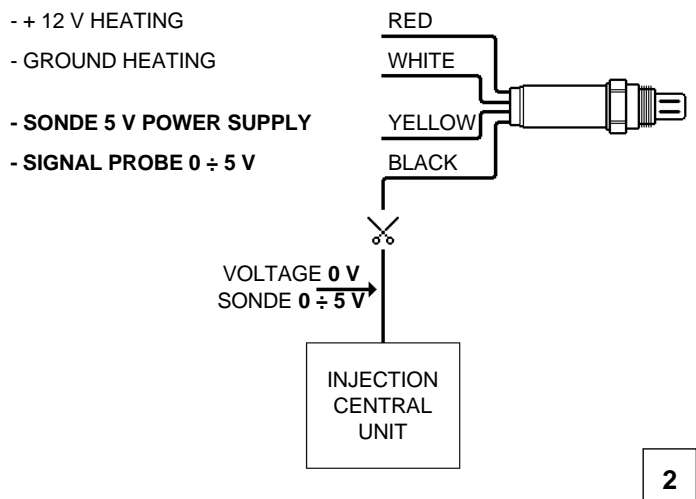 - + 12 V HEATING RED
- GROUND HEATING WHITE
- SONDE 5 V POWER SUPPLY YELLOW
- SIGNAL PROBE 0 ÷ 5 V BLACK
VOLTAGE 0 V
SONDE 0 ÷ 5 V
INJECTION
CENTRAL
UNIT
2